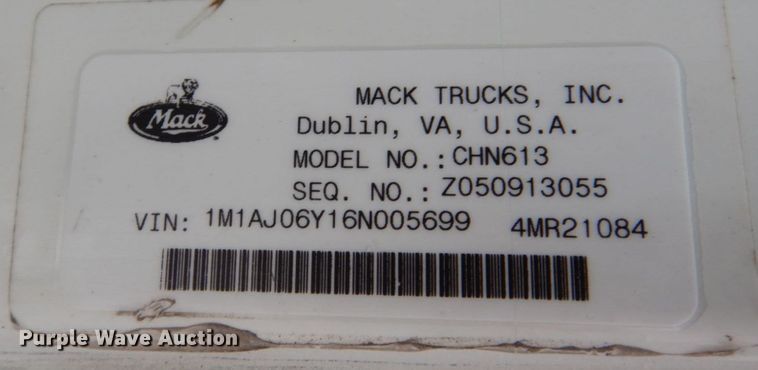 Mack
MACK TRUCKS, INC.
Dublin, VA, U.S.A.
MODEL NO.: CHN613
SEQ. NO.: Z050913055
VIN: 1M1AJ06Y16N005699 4MR21084
Purple Wave Auction